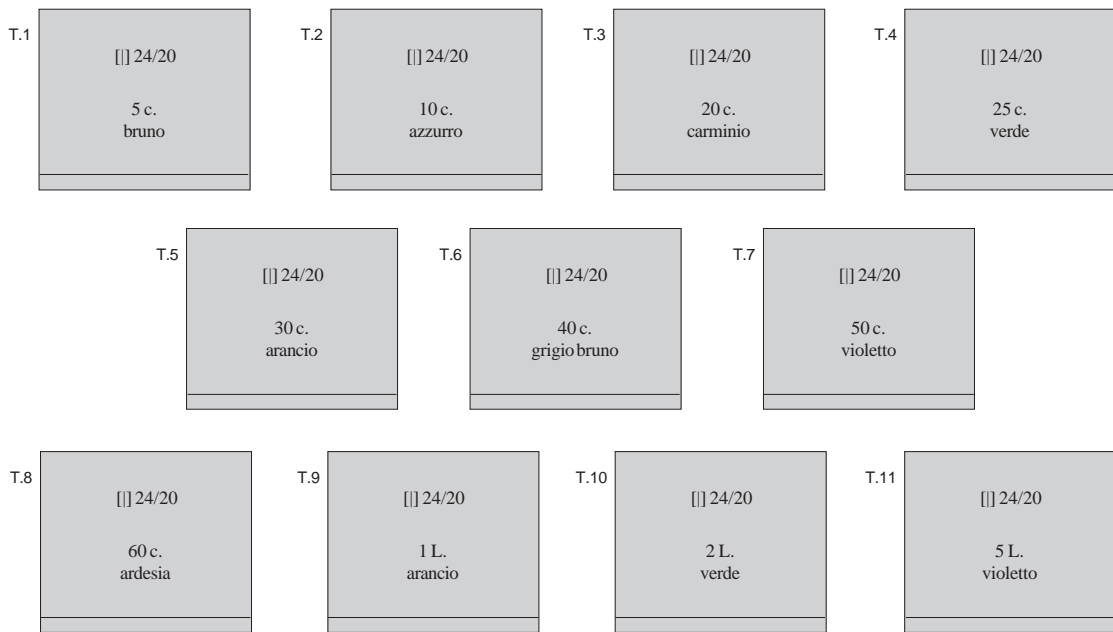 T.1
[|] 24/20
5 c.
bruno
T.2
[|] 24/20
10 c.
azzurro
T.3
[|] 24/20
20 c.
carminio
T.4
[|] 24/20
25 c.
verde
T.5
[|] 24/20
30 c.
arancio
T.6
[|] 24/20
40 c.
grigio bruno
T.7
[|] 24/20
50 c.
violetto
T.8
[|] 24/20
60 c.
ardesia
T.9
[|] 24/20
1 L.
arancio
T.10
[|] 24/20
2 L.
verde
T.11
[|] 24/20
5 L.
violetto